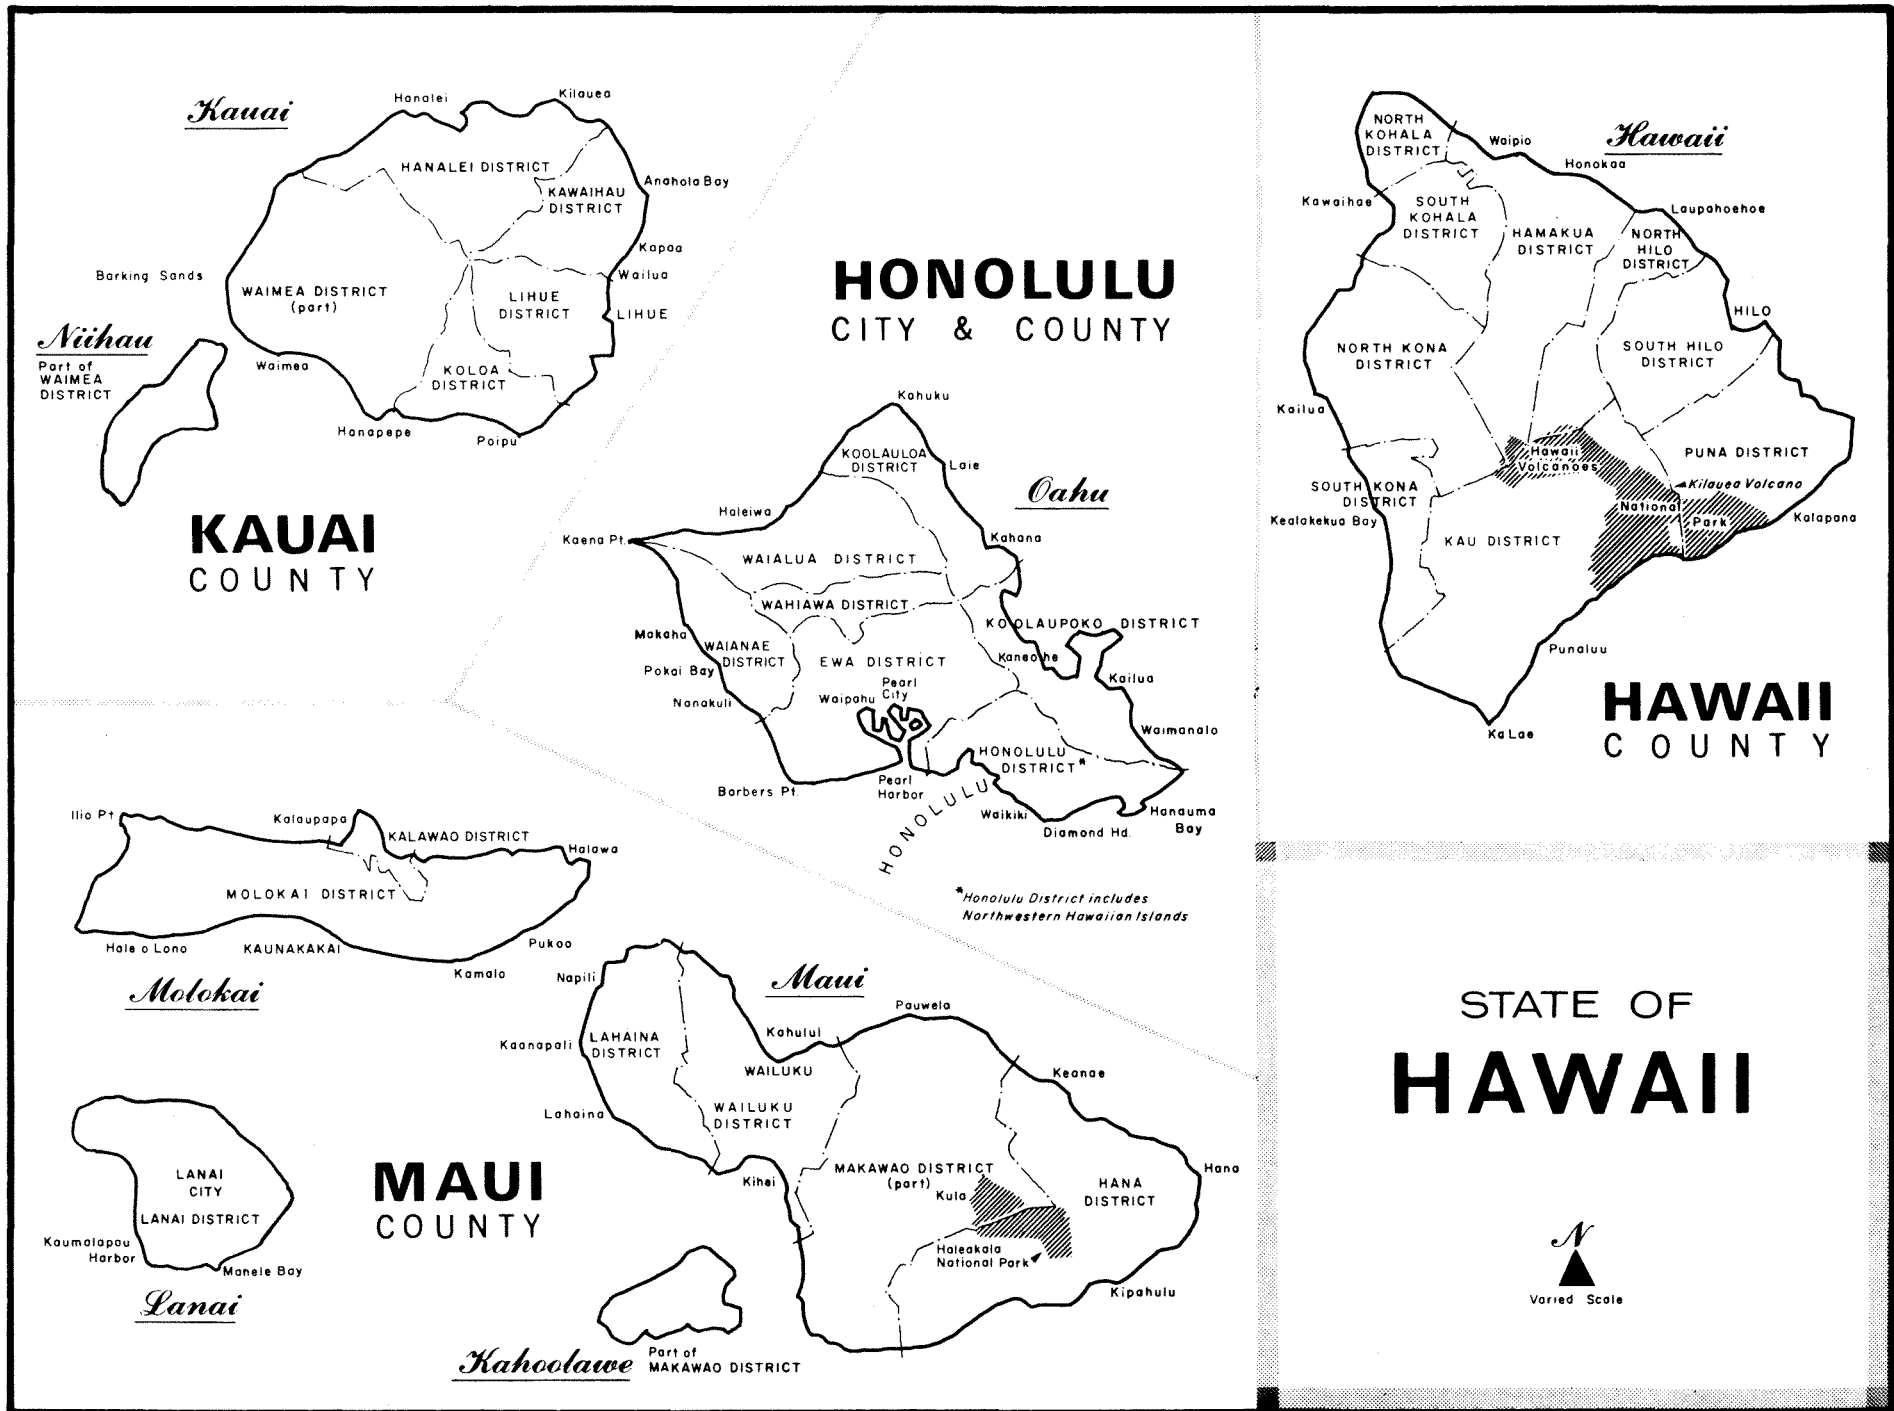 Kauai
Hanalei
Kilauea
HANALEI DISTRICT
KAWAIHAU
DISTRICT
Anahola Bay
Kapaa
Wailua
Barking Sands
WAIMEA DISTRICT
(part)
LIHUE
DISTRICT
LIHUE
Niihau
Part of
WAIMEA
DISTRICT
Waimea
KOLOA
DISTRICT
Hanapepe
Poipu
KAUAI
COUNTY
HONOLULU
CITY & COUNTY
Kahuku
KOOLAULOA
DISTRICT
Laie
Oahu
Haleiwa
Kaena Pt.
Kahana
WAIALUA DISTRICT
WAHIAWA DISTRICT
KOOLAUPOKO DISTRICT
Makaha
WAIANAE
DISTRICT
EWA DISTRICT
Kaneohe
Pokai Bay
Kailua
Pearl
City
Waipahu
Nanakuli
Waimanalo
HONOLULU
DISTRICT*
Barbers Pt.
Pearl
Harbor
HONOLULU
Waikiki
Diamond Hd.
Hanauma
Bay
*Honolulu District includes
Northwestern Hawaiian Islands
NORTH
KOHALA
DISTRICT
Waipio
Hawaii
Honokaa
Kawaihae
SOUTH
KOHALA
DISTRICT
Laupahoehoe
HAMAKUA
DISTRICT
NORTH
HILO
DISTRICT
HILO
NORTH KONA
DISTRICT
SOUTH HILO
DISTRICT
Kailua
Hawaii
Volcanoes
National
Park
PUNA DISTRICT
Kilauea Volcano
SOUTH KONA
DISTRICT
Kealakekua Bay
Kalapana
KAU DISTRICT
Punaluu
Ka Lae
HAWAII
COUNTY
Ilio Pt
Kalaupapa
KALAWAO DISTRICT
Halawa
MOLOKAI DISTRICT
Hale o Lono
KAUNAKAKAI
Pukoo
Kamalo
Molokai
Napili
Maui
Pauwela
Kaanapali
LAHAINA
DISTRICT
Kahului
WAILUKU
Keanae
Lahaina
WAILUKU
DISTRICT
LANAI
CITY
LANAI DISTRICT
Kaumalapau
Harbor
Manele Bay
Lanai
MAUI
COUNTY
Kihei
MAKAWAO DISTRICT
(part)
Kula
HANA
DISTRICT
Hana
Haleakala
National Park
Kipahulu
Kahoolawe
Part of
MAKAWAO DISTRICT
STATE OF
HAWAII
N
Varied Scale